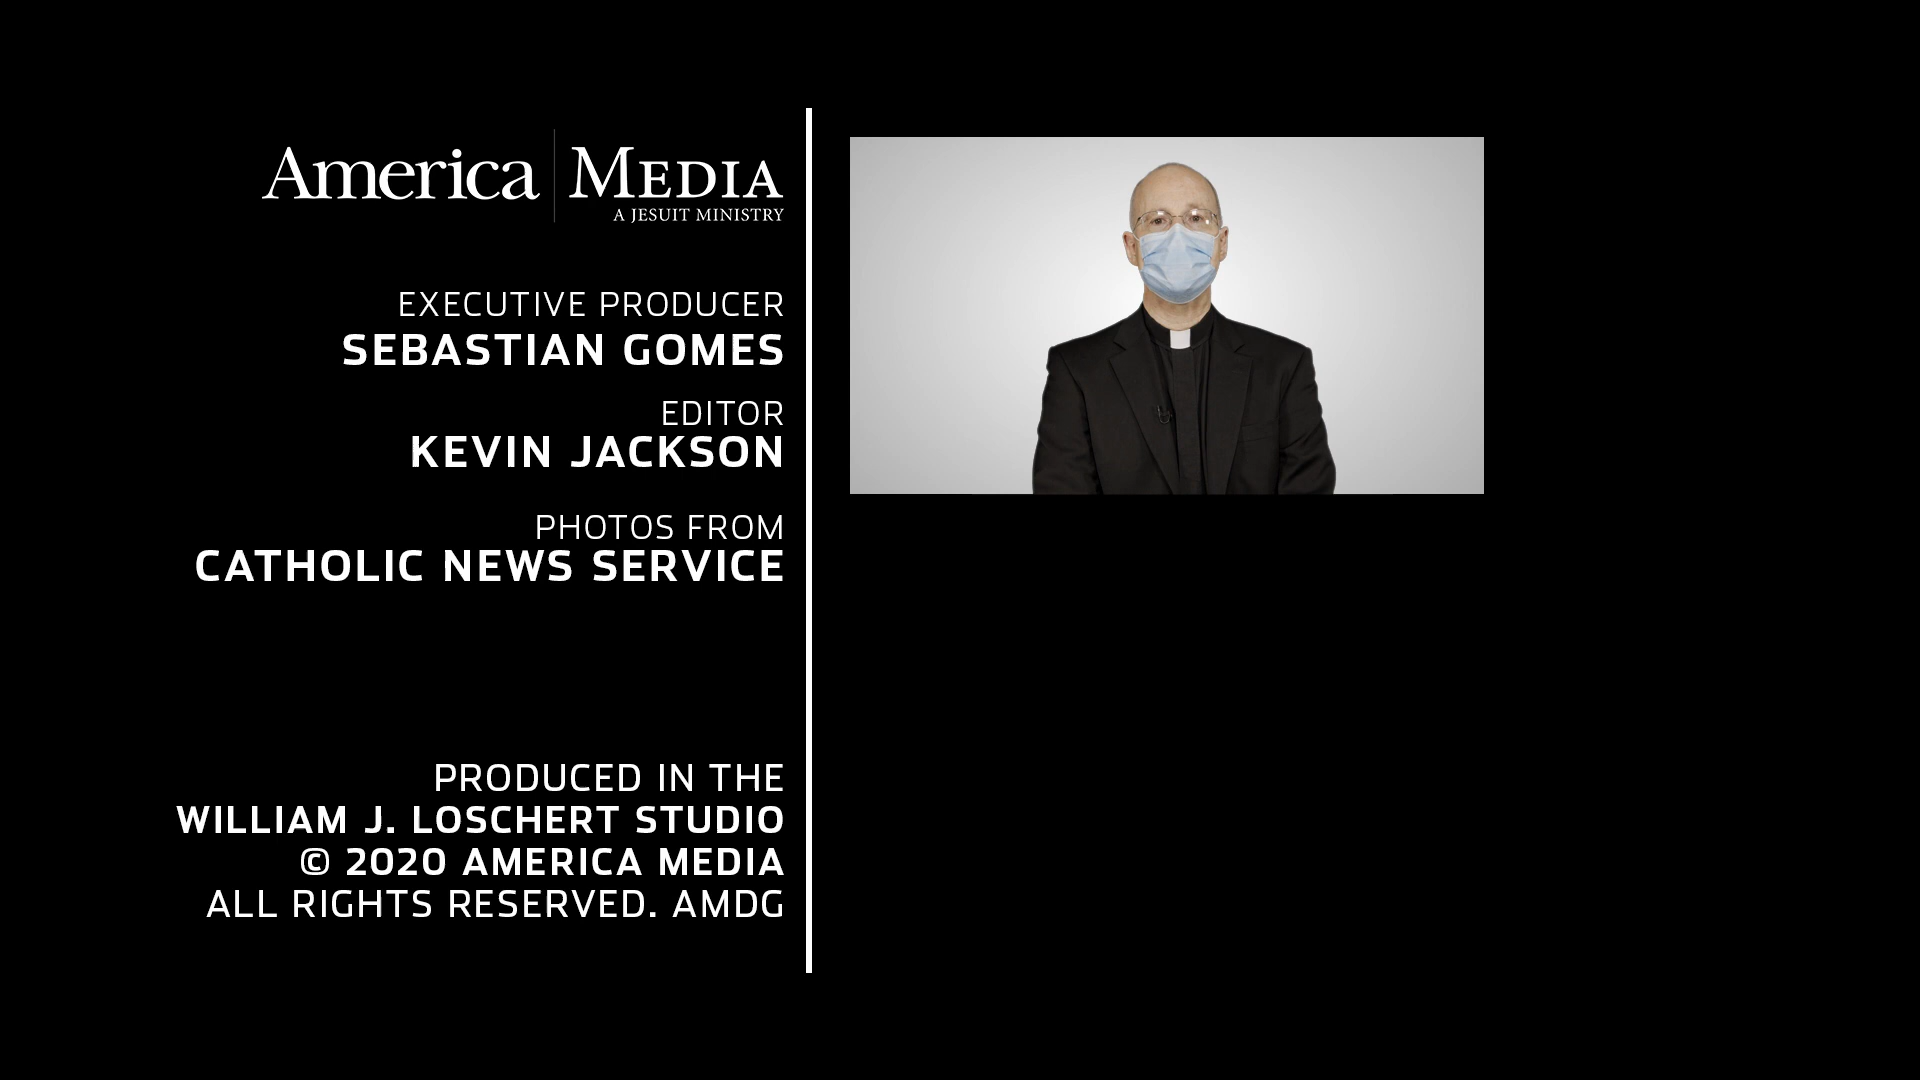 America | MEDIA
A JESUIT MINISTRY
EXECUTIVE PRODUCER
SEBASTIAN GOMES
EDITOR
KEVIN JACKSON
PHOTOS FROM
CATHOLIC NEWS SERVICE
PRODUCED IN THE
WILLIAM J. LOSCHERT STUDIO
© 2020 AMERICA MEDIA
ALL RIGHTS RESERVED. AMDG